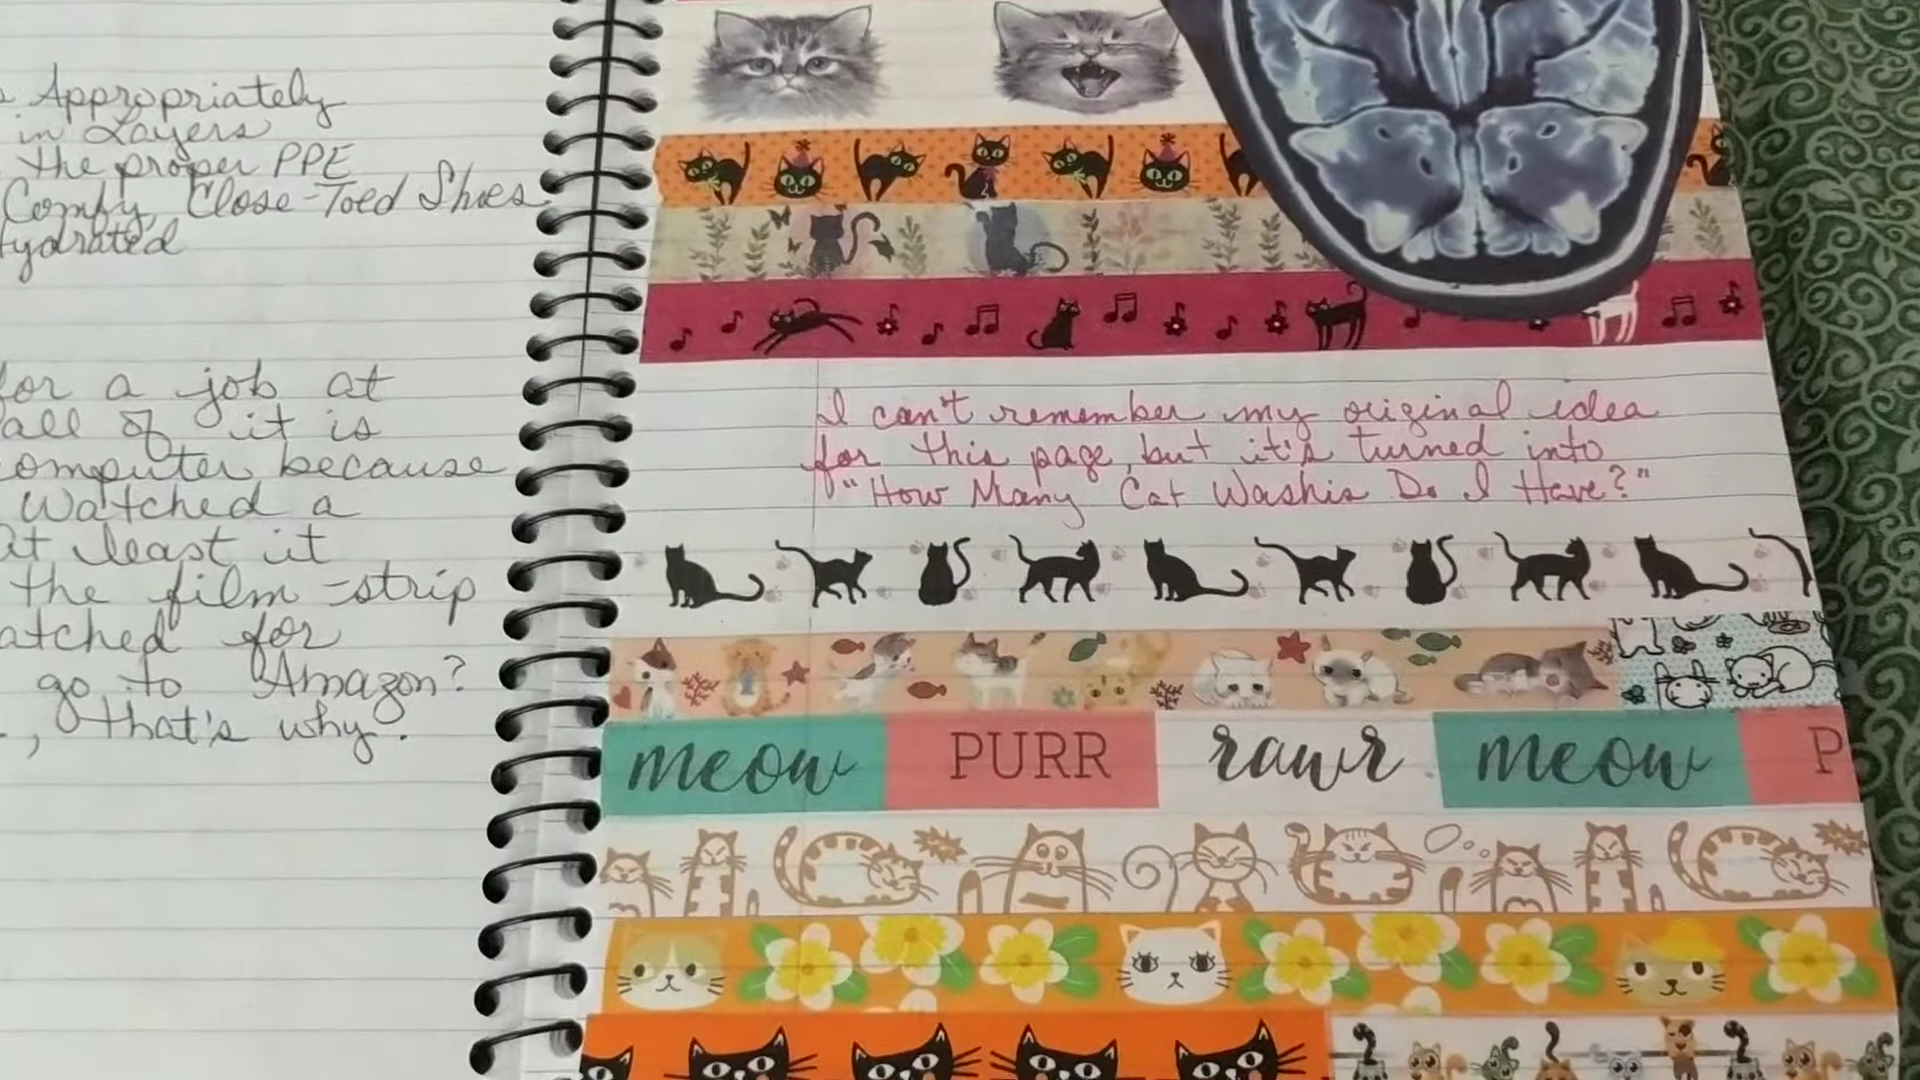 Appropriately
in Layers
the proper PPE
Comfy, Close-Toed Shoes
Hydrated
for a job at
all of it is
computer because
Watched a
At least it
the film-strip
watched for
go to Amazon?
, that's why.
I can't remember my original idea
for this page, but it's turned into
"How Many Cat Washis Do I Have?"
meow PURR rawr meow P